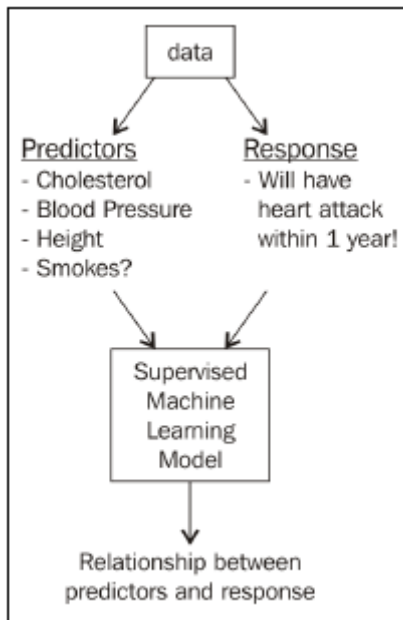 data
Predictors
- Cholesterol
- Blood Pressure
- Height
- Smokes?
Response
- Will have
heart attack
within 1 year!
Supervised
Machine
Learning
Model
Relationship between
predictors and response